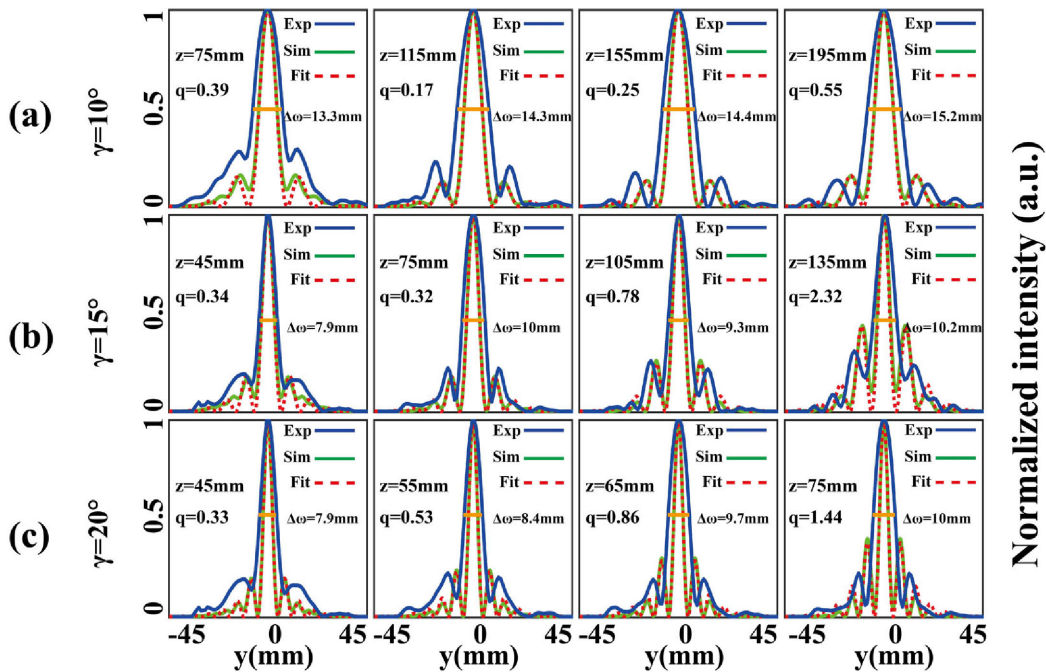 (a)
γ=10°
1
0.5
0
z=75mm
q=0.39
Exp
Sim
Fit
Δω=13.3mm
z=115mm
q=0.17
Exp
Sim
Fit
Δω=14.3mm
z=155mm
q=0.25
Exp
Sim
Fit
Δω=14.4mm
z=195mm
q=0.55
Exp
Sim
Fit
Δω=15.2mm
(b)
γ=15°
1
0.5
0
z=45mm
q=0.34
Exp
Sim
Fit
Δω=7.9mm
z=75mm
q=0.32
Exp
Sim
Fit
Δω=10mm
z=105mm
q=0.78
Exp
Sim
Fit
Δω=9.3mm
z=135mm
q=2.32
Exp
Sim
Fit
Δω=10.2mm
(c)
γ=20°
1
0.5
0
z=45mm
q=0.33
Exp
Sim
Fit
Δω=7.9mm
z=55mm
q=0.53
Exp
Sim
Fit
Δω=8.4mm
z=65mm
q=0.86
Exp
Sim
Fit
Δω=9.7mm
z=75mm
q=1.44
Exp
Sim
Fit
Δω=10mm
-45 0 45
y(mm)
-45 0 45
y(mm)
-45 0 45
y(mm)
-45 0 45
y(mm)
Normalized intensity (a.u.)